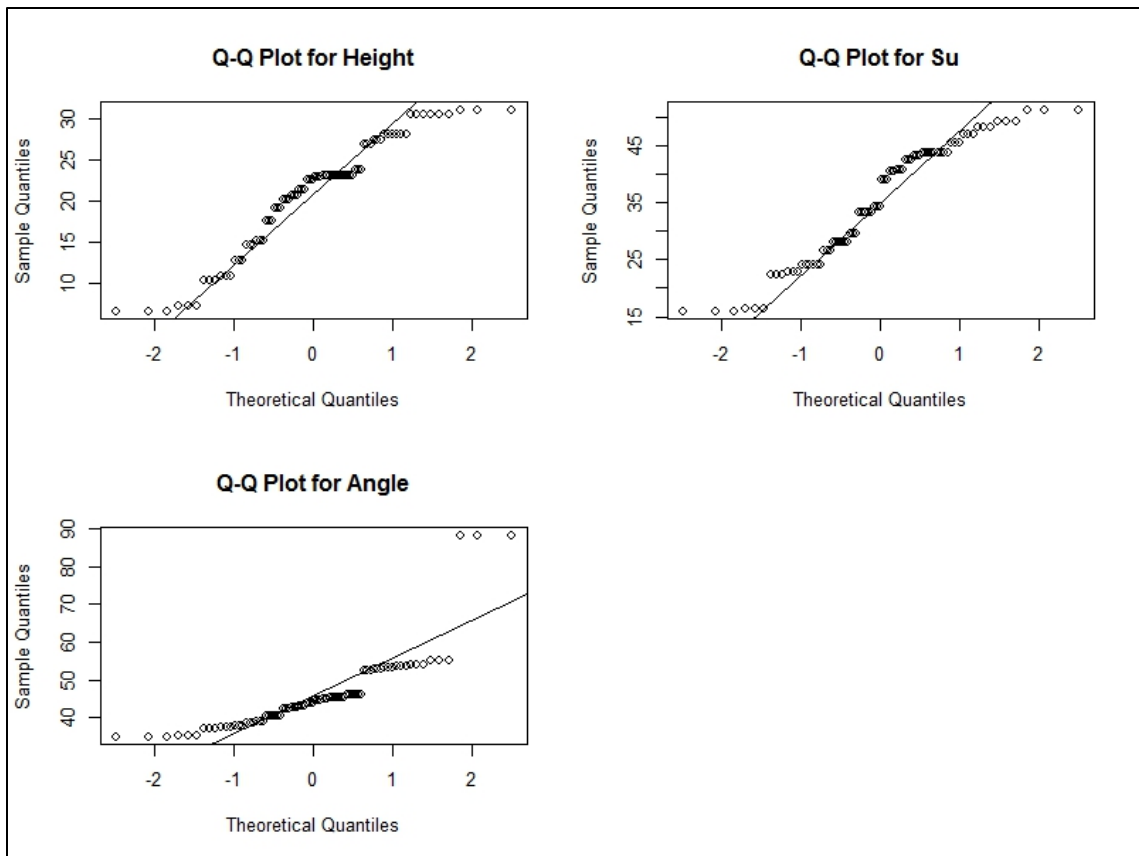 Q-Q Plot for Height
Sample Quantiles
30
25
20
15
10
-2 -1 0 1 2
Theoretical Quantiles
Q-Q Plot for Su
Sample Quantiles
45
35
25
15
-2 -1 0 1 2
Theoretical Quantiles
Q-Q Plot for Angle
Sample Quantiles
90
80
70
60
50
40
-2 -1 0 1 2
Theoretical Quantiles